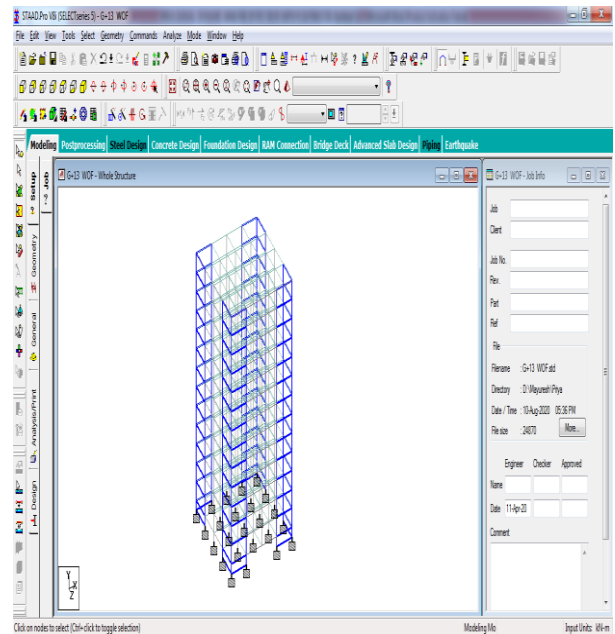 STAAD.Pro V8i (SELECTseries 5) - G+13 WOF
File Edit View Tools Select Geometry Commands Analyze Mode Window Help
Modeling Postprocessing Steel Design Concrete Design Foundation Design RAM Connection Bridge Deck Advanced Slab Design Piping Earthquake
Setup
Job
Geometry
General
Analysis/Print
Design
G+13 WOF - Whole Structure
Y
X
Z
G+13 WOF - Job Info
Job
Client
Job No.
Rev.
Part
Ref
File
Filename : G+13 WOF.std
Directory : D:\Mayuresh\Priya
Date / Time : 10-Aug-2020 05:36 PM
File size : 24870 More...
Engineer Checker Approved
Name
Date 11-Apr-20
Comment
Click on nodes to select (Ctrl+click to toggle selection) Modeling Mo Input Units: kN-m